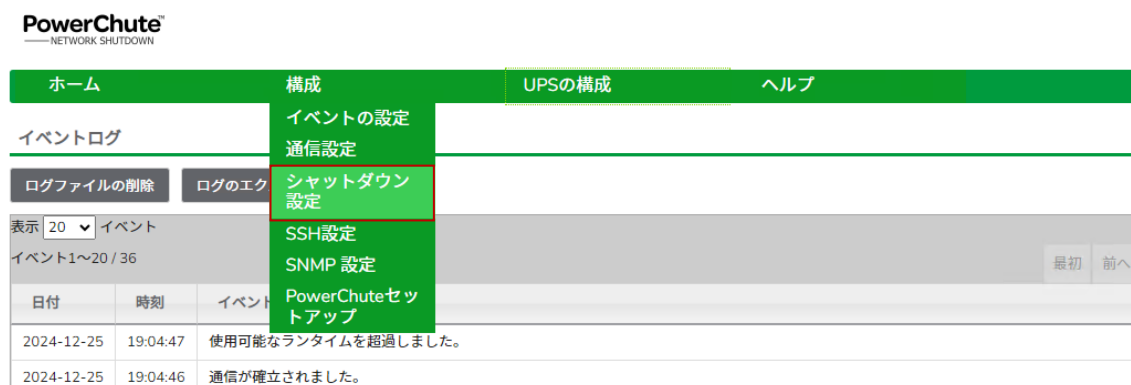 PowerChute™
NETWORK SHUTDOWN
ホーム 構成 UPSの構成 ヘルプ
イベントの設定
通信設定
シャットダウン
設定
SSH設定
SNMP 設定
PowerChuteセッ
トアップ
イベントログ
ログファイルの削除 ログのエク
表示 20 イベント
イベント1～20 / 36
最初 前へ
日付 時刻 イベント
2024-12-25 19:04:47 使用可能なランタイムを超過しました。
2024-12-25 19:04:46 通信が確立されました。